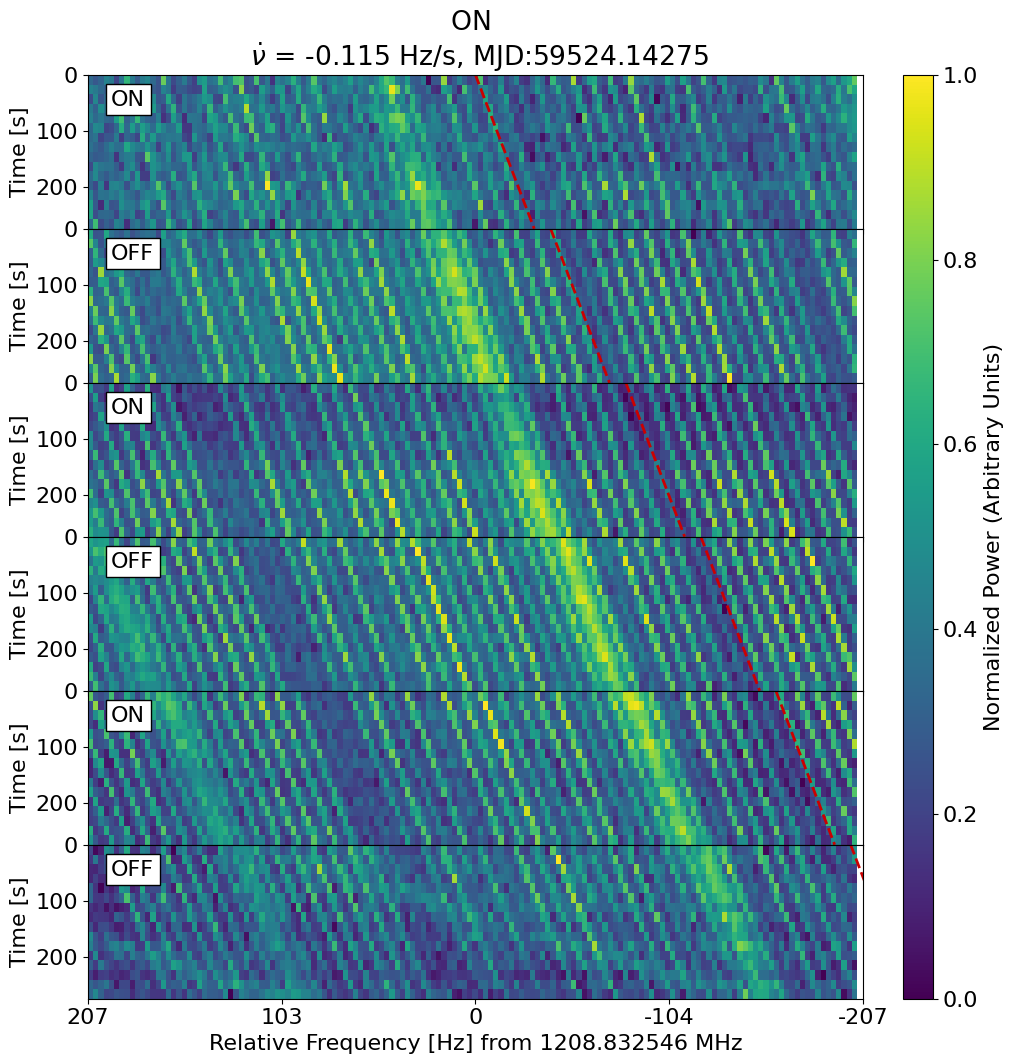 ON
ν̇ = -0.115 Hz/s, MJD:59524.14275
0
ON
100
Time [s]
200
0
OFF
100
Time [s]
200
0
ON
100
Time [s]
200
0
OFF
100
Time [s]
200
0
ON
100
Time [s]
200
0
OFF
100
Time [s]
200
207
103
0
-104
-207
Relative Frequency [Hz] from 1208.832546 MHz
1.0
0.8
0.6
0.4
0.2
0.0
Normalized Power (Arbitrary Units)